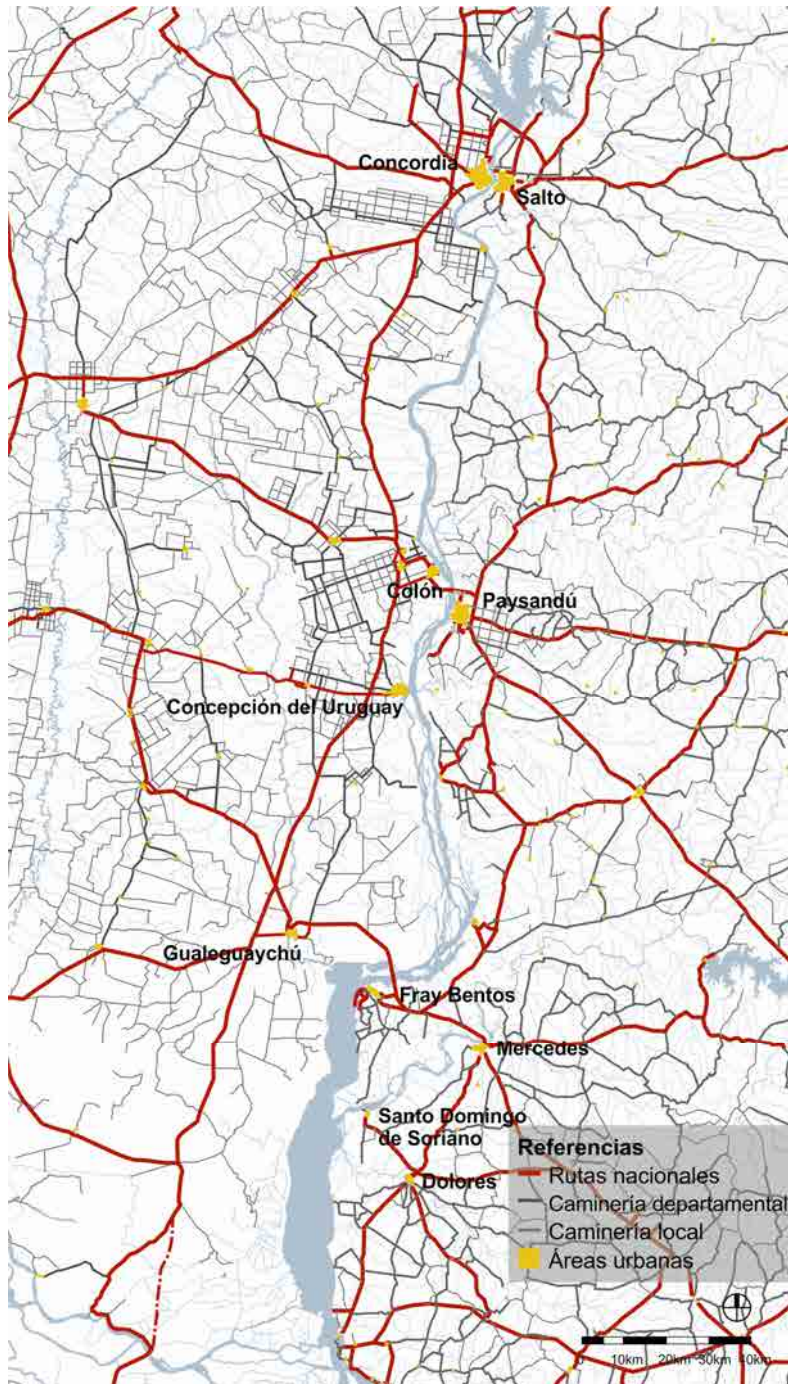 Concordia
Salto
Colón
Paysandú
Concepción del Uruguay
Gualeguaychú
Fray Bentos
Mercedes
Santo Domingo
de Soriano
Dolores
Referencias
Rutas nacionales
Caminería departamental
Caminería local
Áreas urbanas
0 10km 20km 30km 40km